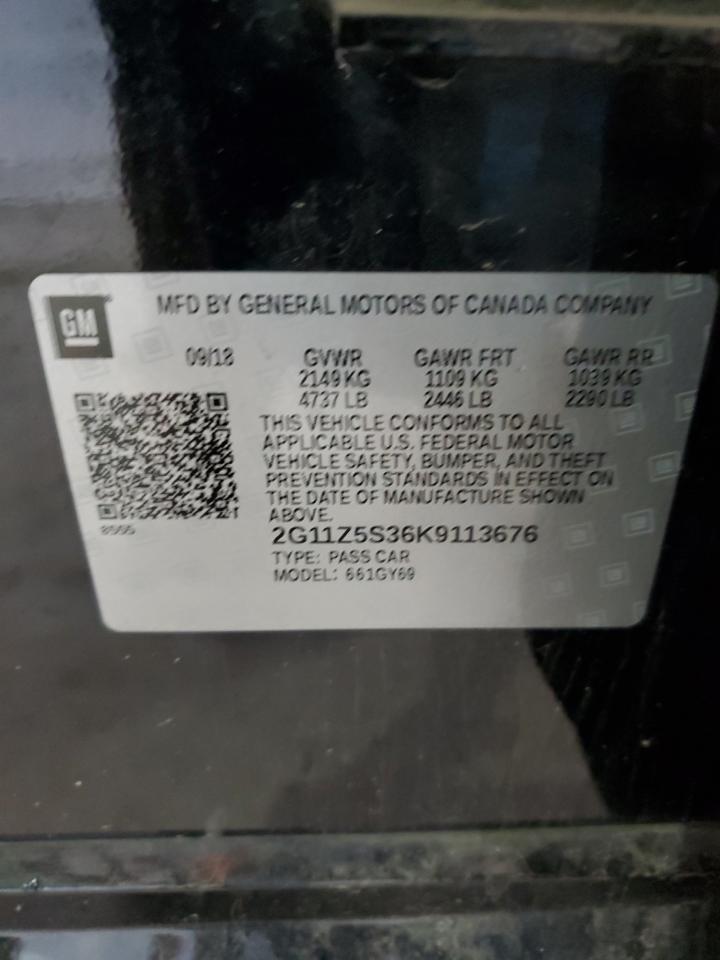 GM
MFD BY GENERAL MOTORS OF CANADA COMPANY
09/18 GVWR GAWR FRT GAWR RR
2149 KG 1109 KG 1039 KG
4737 LB 2446 LB 2290 LB
THIS VEHICLE CONFORMS TO ALL
APPLICABLE U.S. FEDERAL MOTOR
VEHICLE SAFETY, BUMPER, AND THEFT
PREVENTION STANDARDS IN EFFECT ON
THE DATE OF MANUFACTURE SHOWN
ABOVE.
2G11Z5S36K9113676
TYPE: PASS CAR
MODEL: 661GY69